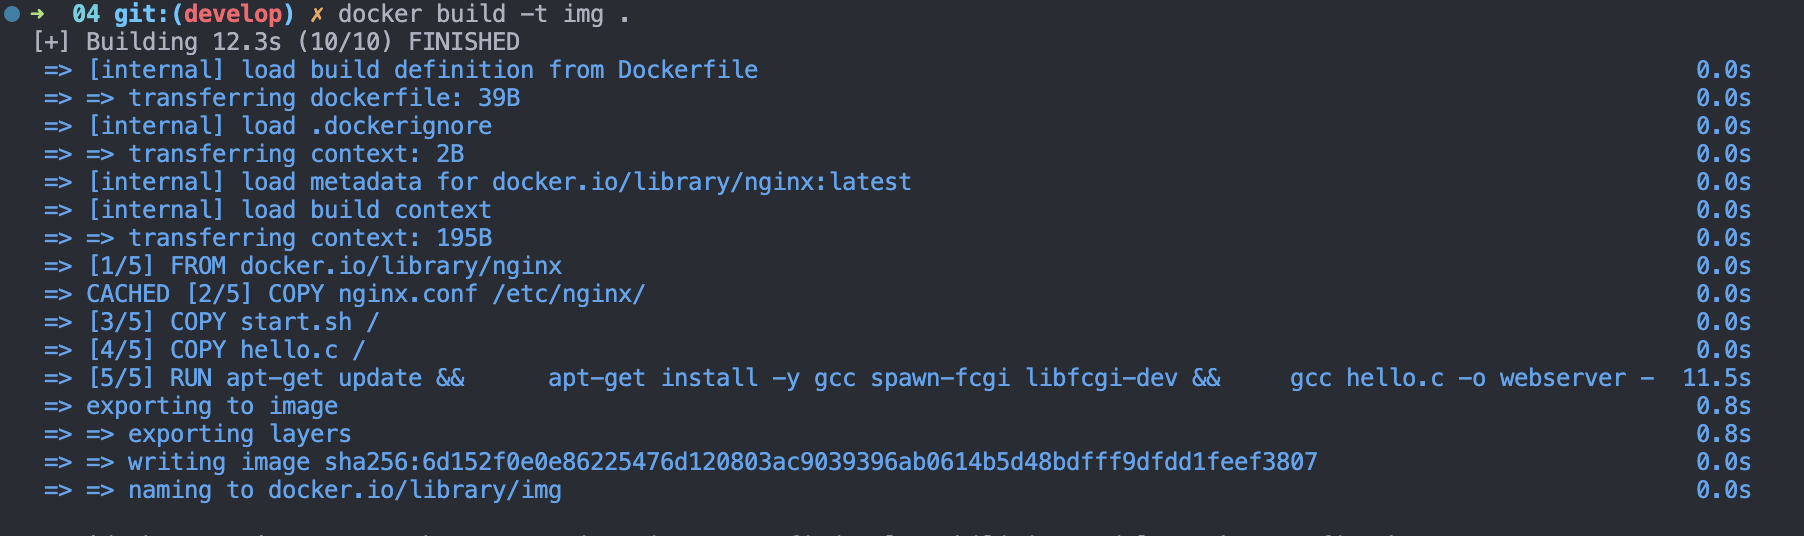 ➜ 04 git:(develop) ✗ docker build -t img .
[+] Building 12.3s (10/10) FINISHED
=> [internal] load build definition from Dockerfile 0.0s
=> => transferring dockerfile: 39B 0.0s
=> [internal] load .dockerignore 0.0s
=> => transferring context: 2B 0.0s
=> [internal] load metadata for docker.io/library/nginx:latest 0.0s
=> [internal] load build context 0.0s
=> => transferring context: 195B 0.0s
=> [1/5] FROM docker.io/library/nginx 0.0s
=> CACHED [2/5] COPY nginx.conf /etc/nginx/ 0.0s
=> [3/5] COPY start.sh / 0.0s
=> [4/5] COPY hello.c / 0.0s
=> [5/5] RUN apt-get update && apt-get install -y gcc spawn-fcgi libfcgi-dev && gcc hello.c -o webserver - 11.5s
=> exporting to image 0.8s
=> => exporting layers 0.8s
=> => writing image sha256:6d152f0e0e86225476d120803ac9039396ab0614b5d48bdfff9dfdd1feef3807 0.0s
=> => naming to docker.io/library/img 0.0s